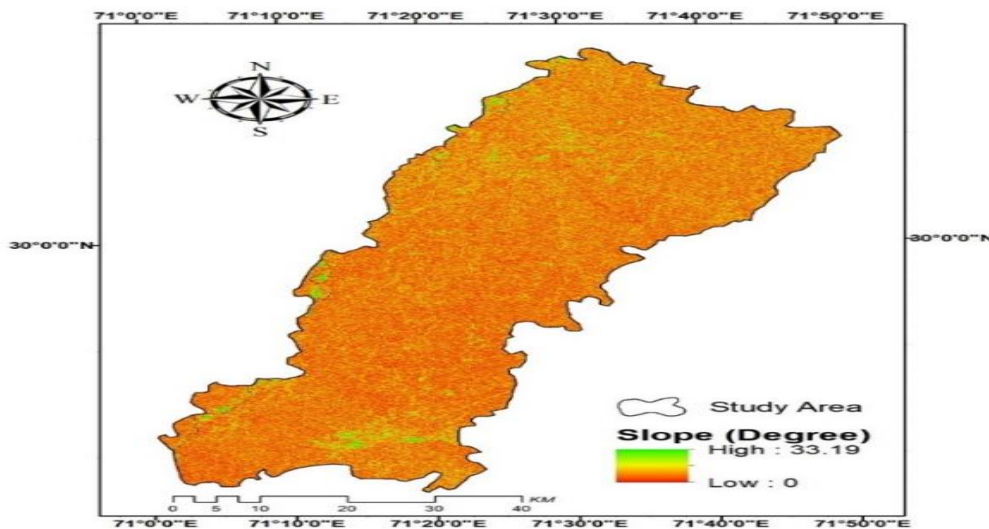 71°0'0"E 71°10'0"E 71°20'0"E 71°30'0"E 71°40'0"E 71°50'0"E
N
W E
S
30°0'0"N 30°0'0"N
Study Area
Slope (Degree)
High : 33.19
Low : 0
KM
0 5 10 20 30 40
71°0'0"E 71°10'0"E 71°20'0"E 71°30'0"E 71°40'0"E 71°50'0"E